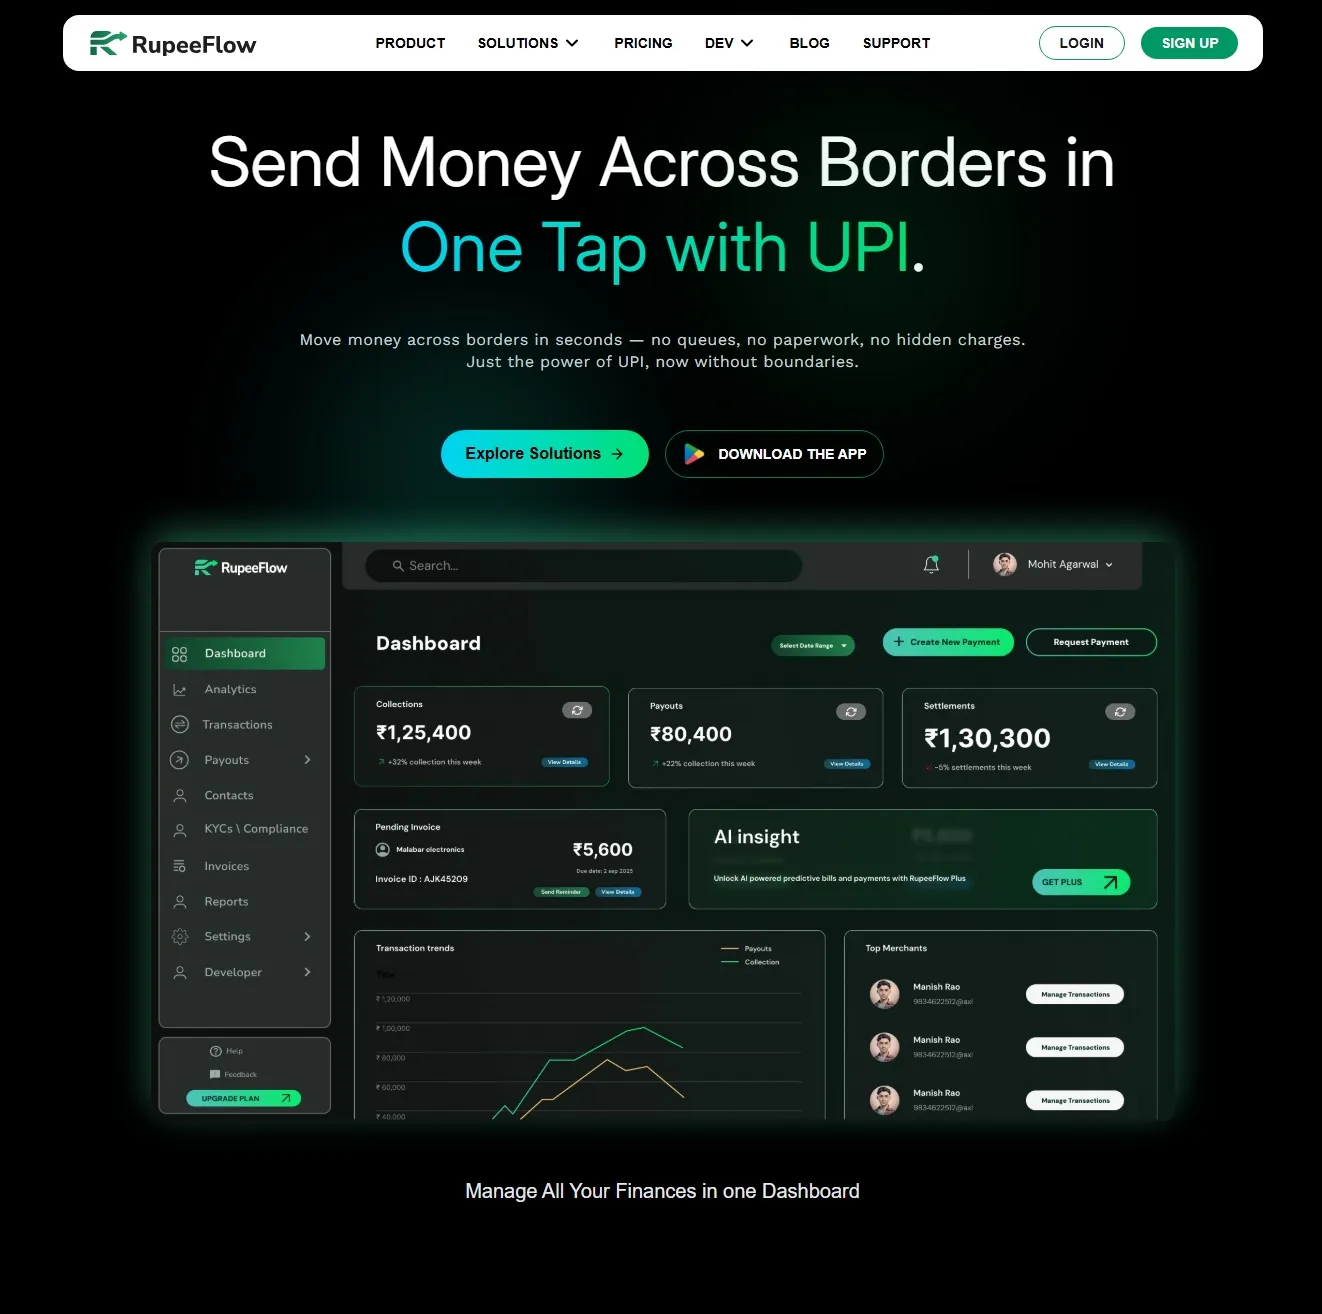 RupeeFlow
PRODUCT
SOLUTIONS
PRICING
DEV
BLOG
SUPPORT
LOGIN
SIGN UP
Send Money Across Borders in
One Tap with UPI.
Move money across borders in seconds — no queues, no paperwork, no hidden charges.
Just the power of UPI, now without boundaries.
Explore Solutions →
DOWNLOAD THE APP
RupeeFlow
Search...
Mohit Agarwal
Dashboard
Analytics
Transactions
Payouts
Contacts
KYCs \ Compliance
Invoices
Reports
Settings
Developer
Help
Feedback
UPGRADE PLAN
Dashboard
Select Date Range
+ Create New Payment
Request Payment
Collections
₹1,25,400
+32% collection this week
View Details
Payouts
₹80,400
+22% collection this week
View Details
Settlements
₹1,30,300
-5% settlements this week
View Details
Pending Invoice
Malabar electronics
₹5,600
Due date: 2 sep 2025
Invoice ID : AJK45209
Send Reminder
View Details
AI insight
Unlock AI powered predictive bills and payments with RupeeFlow Plus
GET PLUS
Transaction trends
Payouts
Collection
Title
₹ 1,20,000
₹ 1,00,000
₹ 80,000
₹ 60,000
₹ 40,000
Top Merchants
Manish Rao
9834622512@axl
Manage Transactions
Manish Rao
9834622512@axl
Manage Transactions
Manish Rao
9834622512@axl
Manage Transactions
Manage All Your Finances in one Dashboard